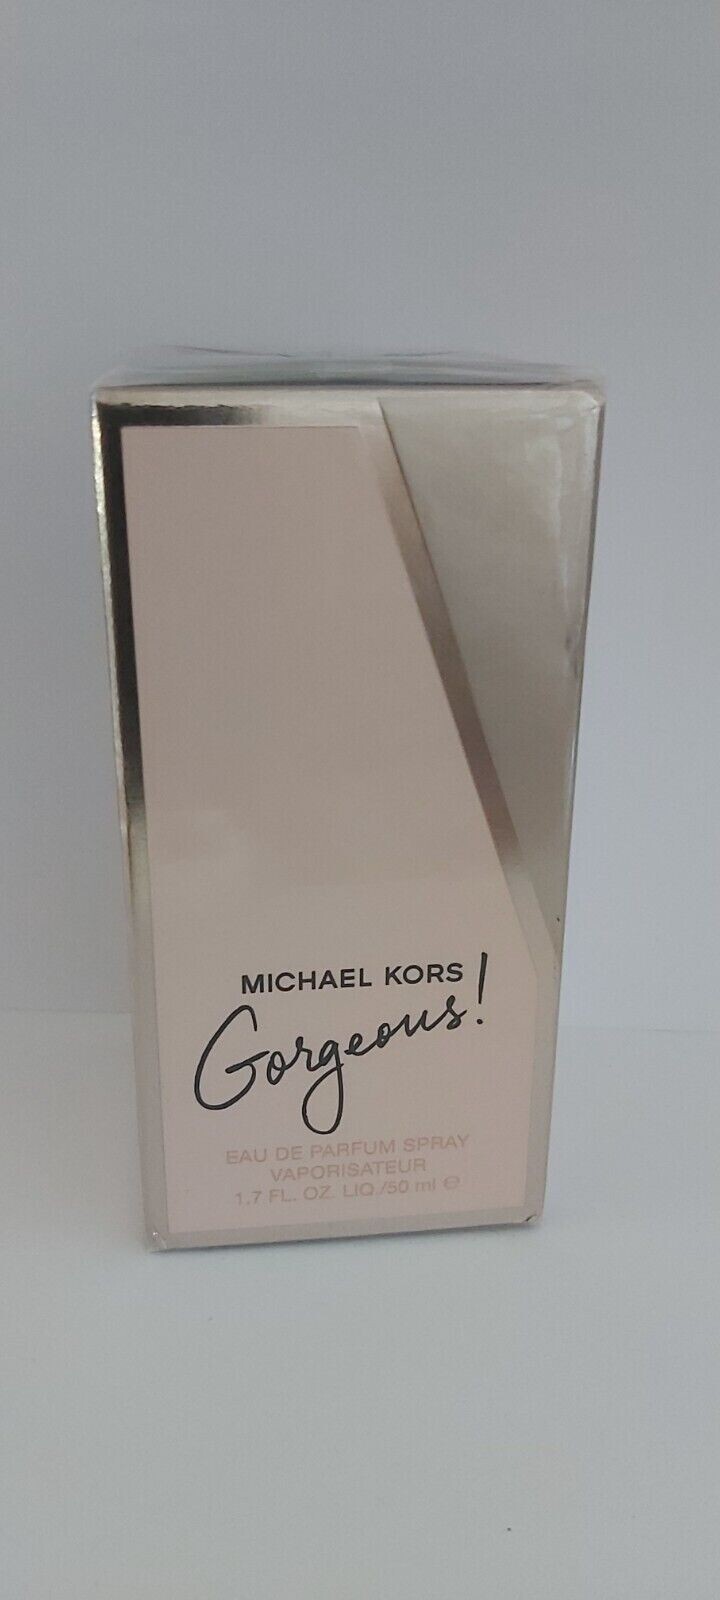 MICHAEL KORS
Gorgeous!
EAU DE PARFUM SPRAY
VAPORISATEUR
1.7 FL. OZ. LIQ./50 ml ℮